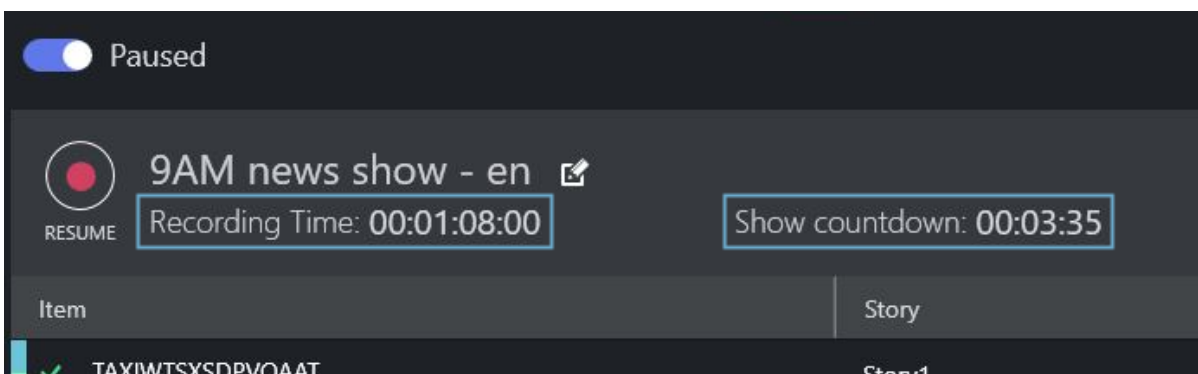 Paused
9AM news show - en
RESUME
Recording Time: 00:01:08:00
Show countdown: 00:03:35
Item
Story
Story1